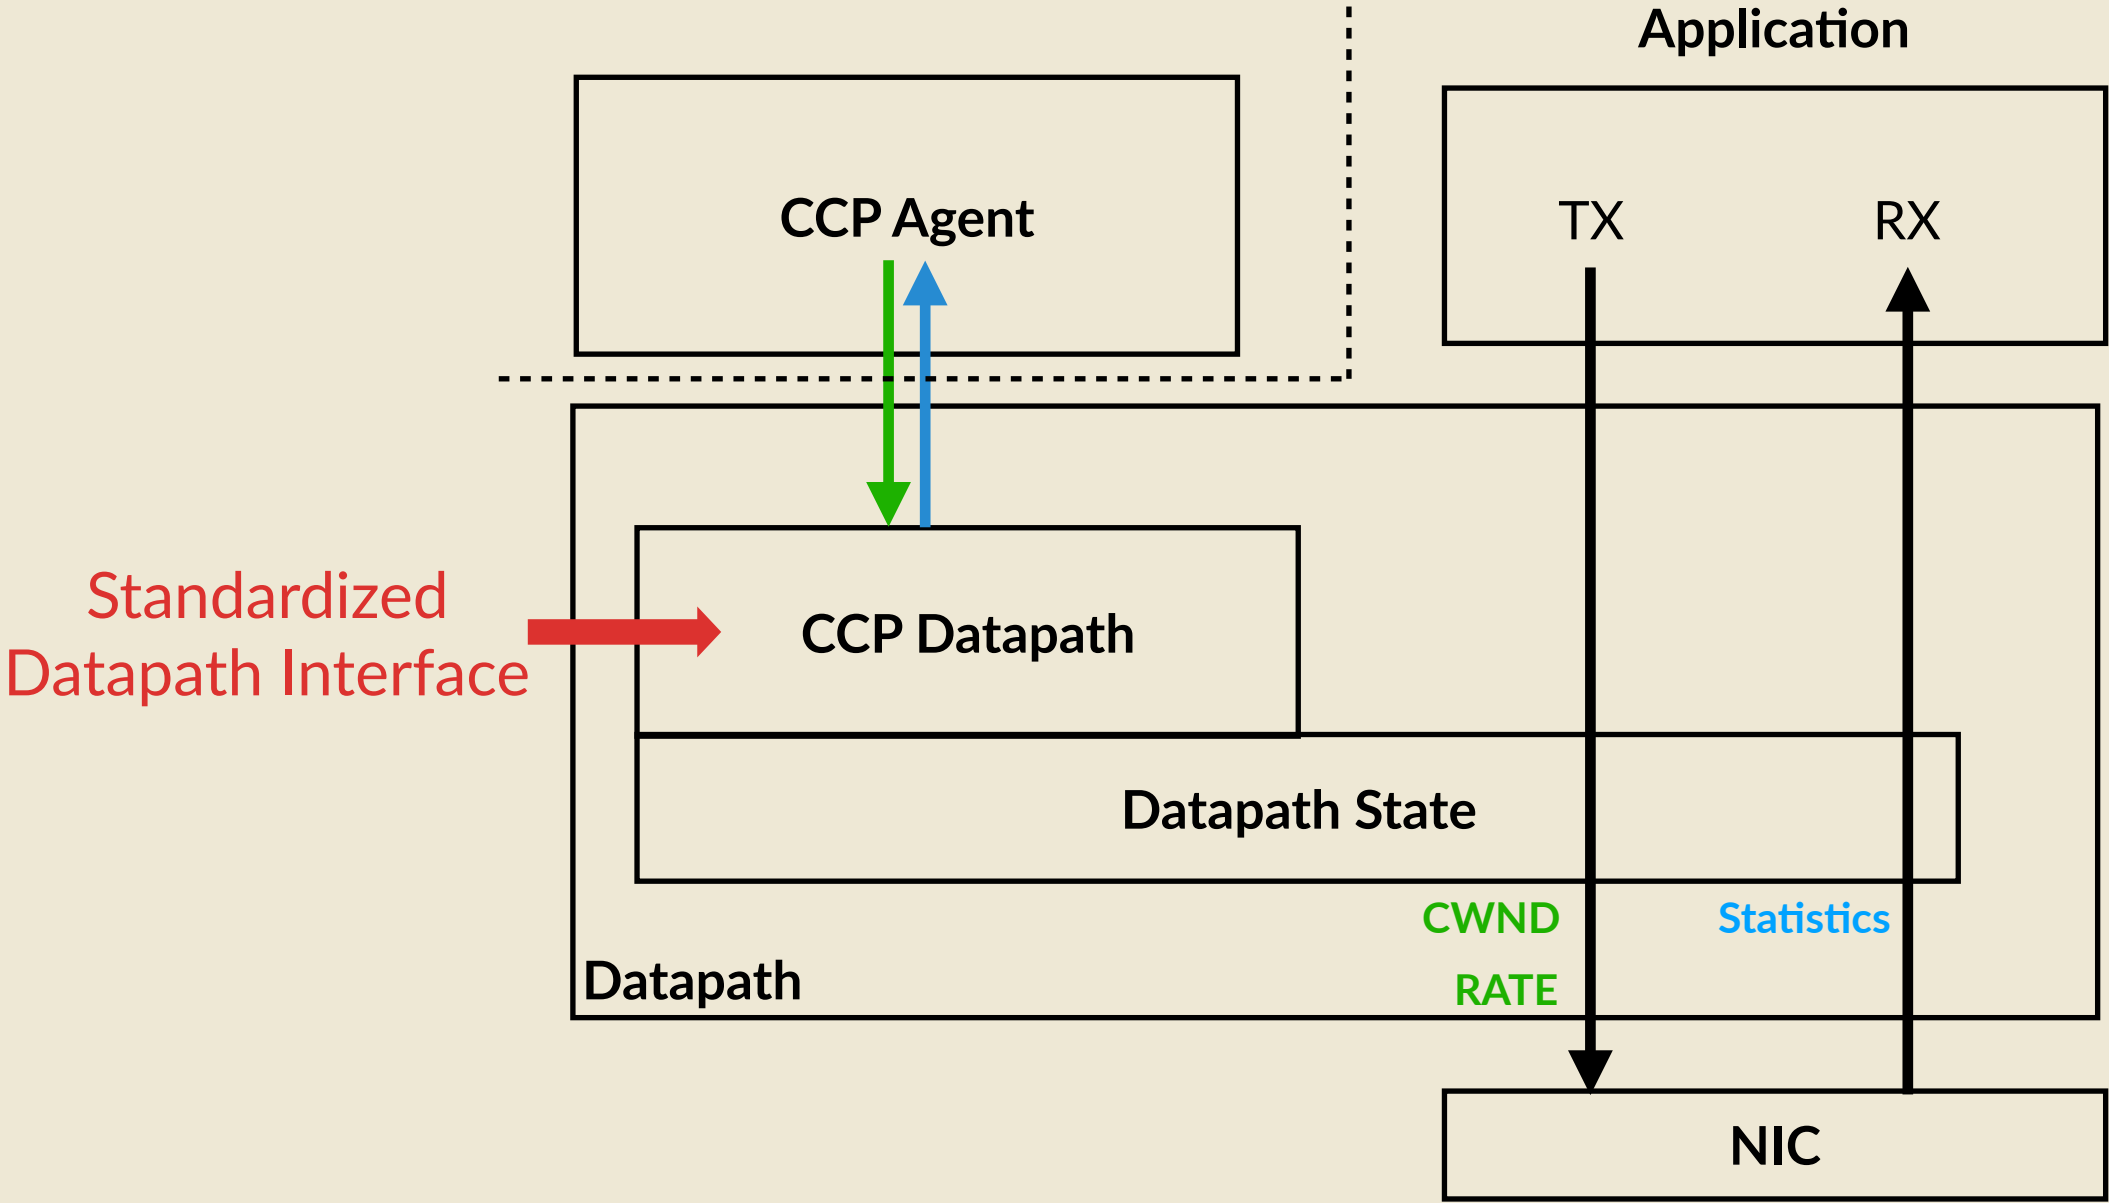 Application
CCP Agent
TX
RX
Standardized
Datapath Interface
CCP Datapath
Datapath State
CWND
Statistics
RATE
Datapath
NIC